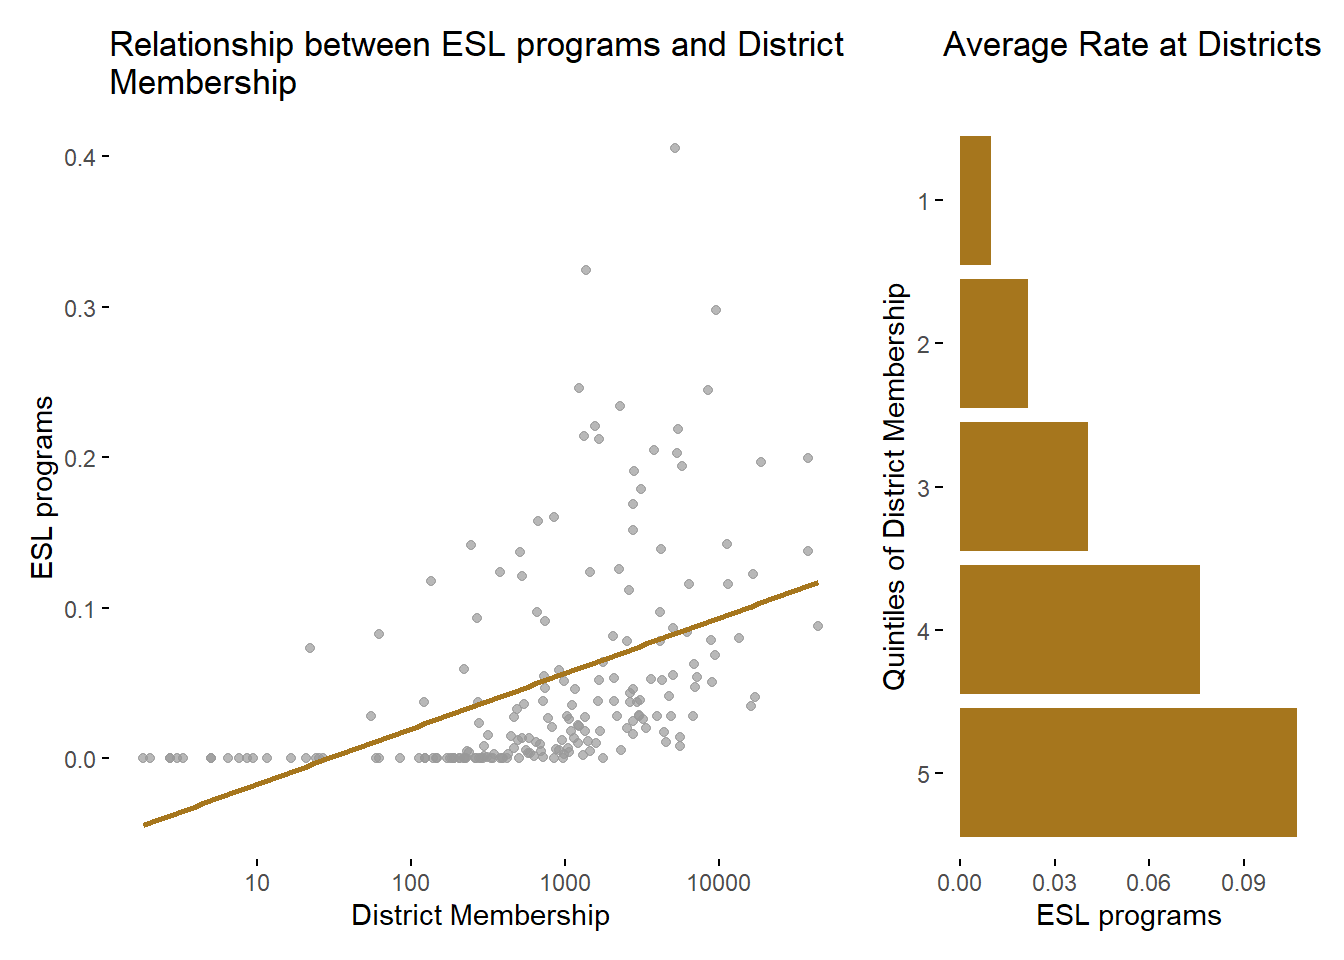 Relationship between ESL programs and District
Membership
ESL programs
0.4
0.3
0.2
0.1
0.0
10 100 1000 10000
District Membership
Average Rate at Districts
Quintiles of District Membership
1
2
3
4
5
0.00 0.03 0.06 0.09
ESL programs